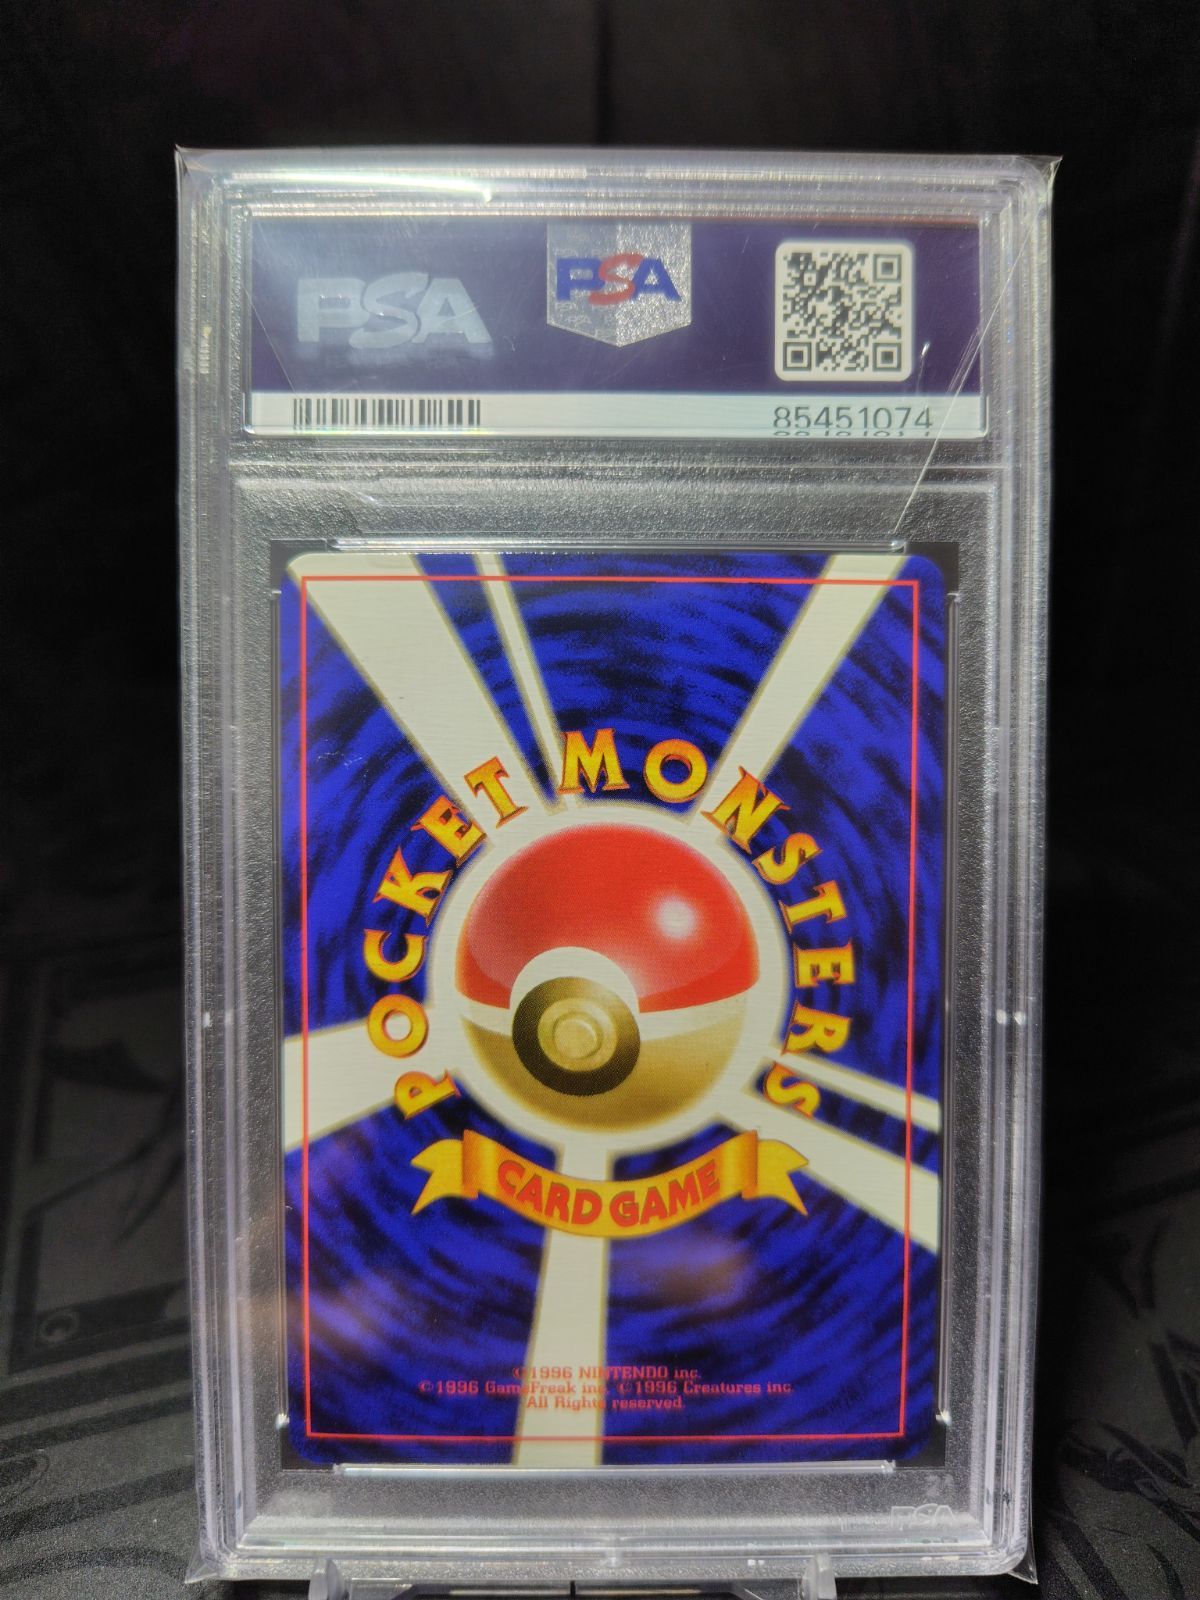 PSA
PSA
85451074
POCKET MONSTERS
CARD GAME
©1996 NINTENDO inc.
©1996 GameFreak inc. ©1996 Creatures inc.
All Rights reserved.
PSA